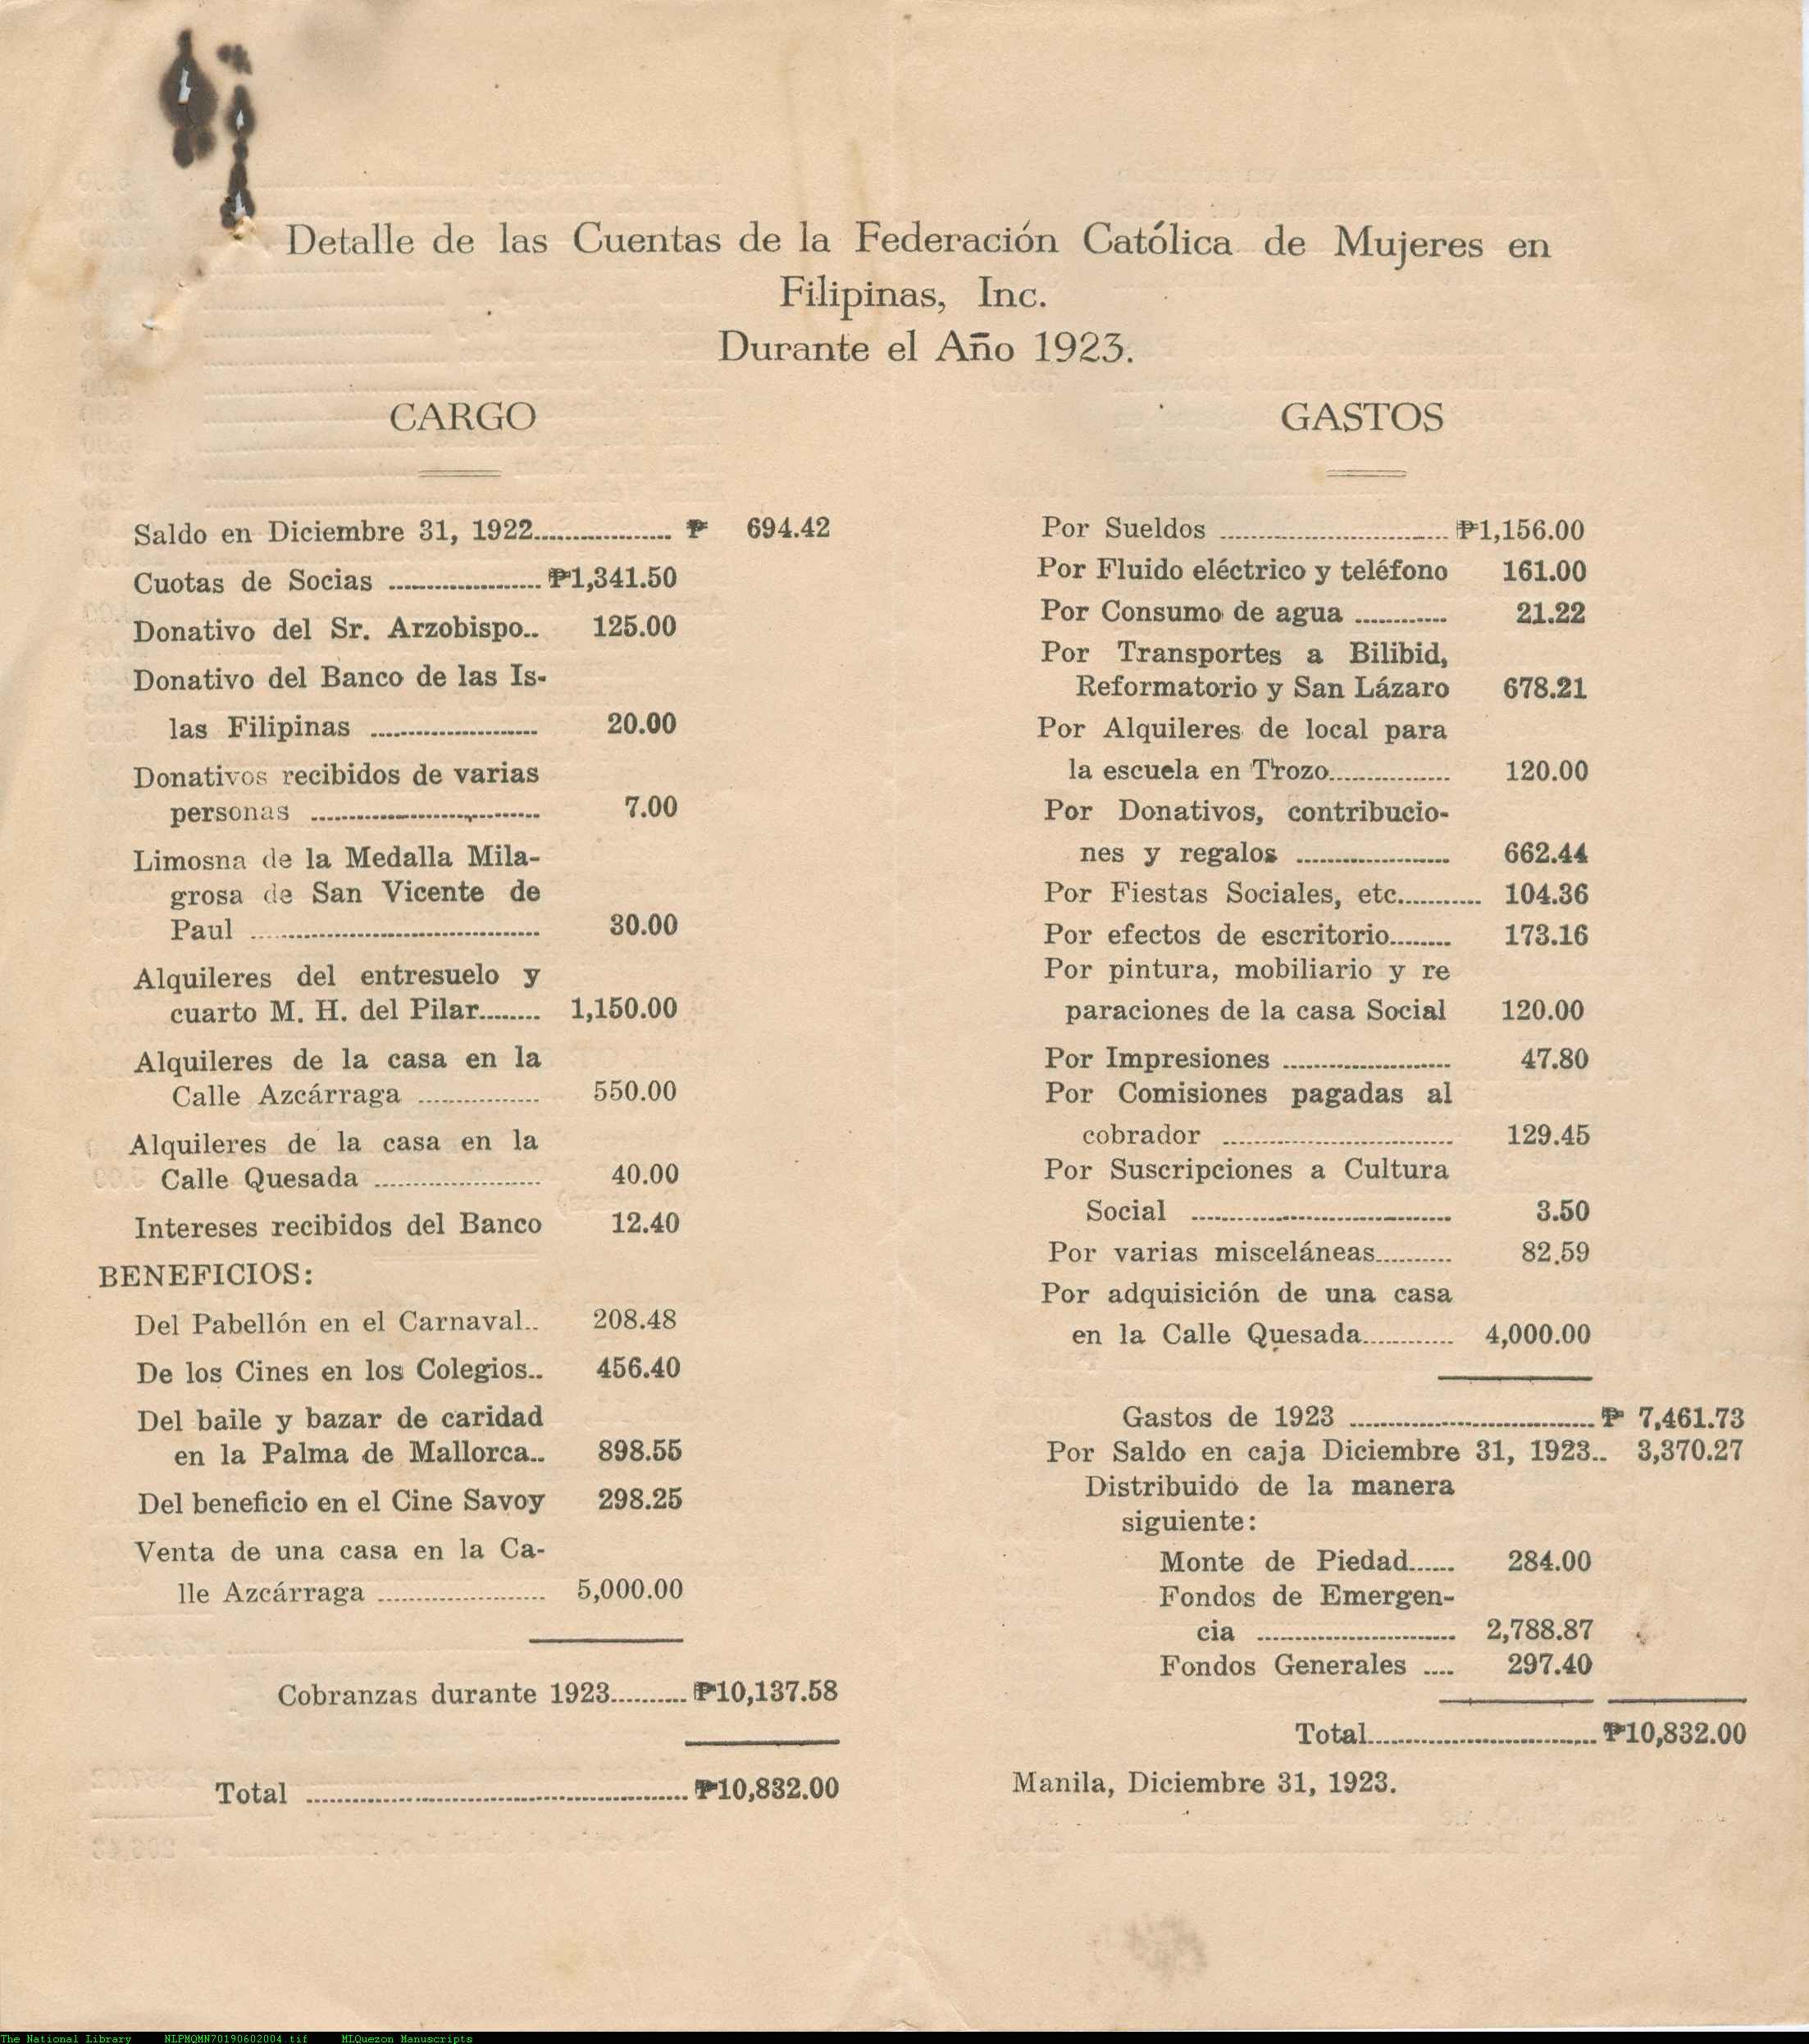 Detalle de las Cuentas de la Federación Católica de Mujeres en
Filipinas, Inc.
Durante el Año 1923.
CARGO
Saldo en Diciembre 31, 1922.................. ₱ 694.42
Cuotas de Socias .................... ₱1,341.50
Donativo del Sr. Arzobispo.. 125.00
Donativo del Banco de las Is-
las Filipinas ...................... 20.00
Donativos recibidos de varias
personas .............................. 7.00
Limosna de la Medalla Mila-
grosa de San Vicente de
Paul ...................................... 30.00
Alquileres del entresuelo y
cuarto M. H. del Pilar........ 1,150.00
Alquileres de la casa en la
Calle Azcárraga ................ 550.00
Alquileres de la casa en la
Calle Quesada ...................... 40.00
Intereses recibidos del Banco 12.40
BENEFICIOS:
Del Pabellón en el Carnaval.. 208.48
De los Cines en los Colegios.. 456.40
Del baile y bazar de caridad
en la Palma de Mallorca.. 898.55
Del beneficio en el Cine Savoy 298.25
Venta de una casa en la Ca-
lle Azcárraga ...................... 5,000.00
Cobranzas durante 1923.......... ₱10,137.58
Total .................................................. ₱10,832.00
GASTOS
Por Sueldos .............................. ₱1,156.00
Por Fluido eléctrico y teléfono 161.00
Por Consumo de agua ............ 21.22
Por Transportes a Bilibid,
Reformatorio y San Lázaro 678.21
Por Alquileres de local para
la escuela en Trozo................ 120.00
Por Donativos, contribucio-
nes y regalos .................... 662.44
Por Fiestas Sociales, etc........... 104.36
Por efectos de escritorio........ 173.16
Por pintura, mobiliario y re
paraciones de la casa Social 120.00
Por Impresiones ...................... 47.80
Por Comisiones pagadas al
cobrador .............................. 129.45
Por Suscripciones a Cultura
Social .................................. 3.50
Por varias misceláneas.......... 82.59
Por adquisición de una casa
en la Calle Quesada............ 4,000.00
Gastos de 1923 ................................ ₱ 7,461.73
Por Saldo en caja Diciembre 31, 1923.. 3,370.27
Distribuido de la manera
siguiente:
Monte de Piedad...... 284.00
Fondos de Emergen-
cia .......................... 2,788.87
Fondos Generales .... 297.40
Total.............................. ₱10,832.00
Manila, Diciembre 31, 1923.
The National Library NLPMQMN70190602004.tif MLQuezon Manuscripts